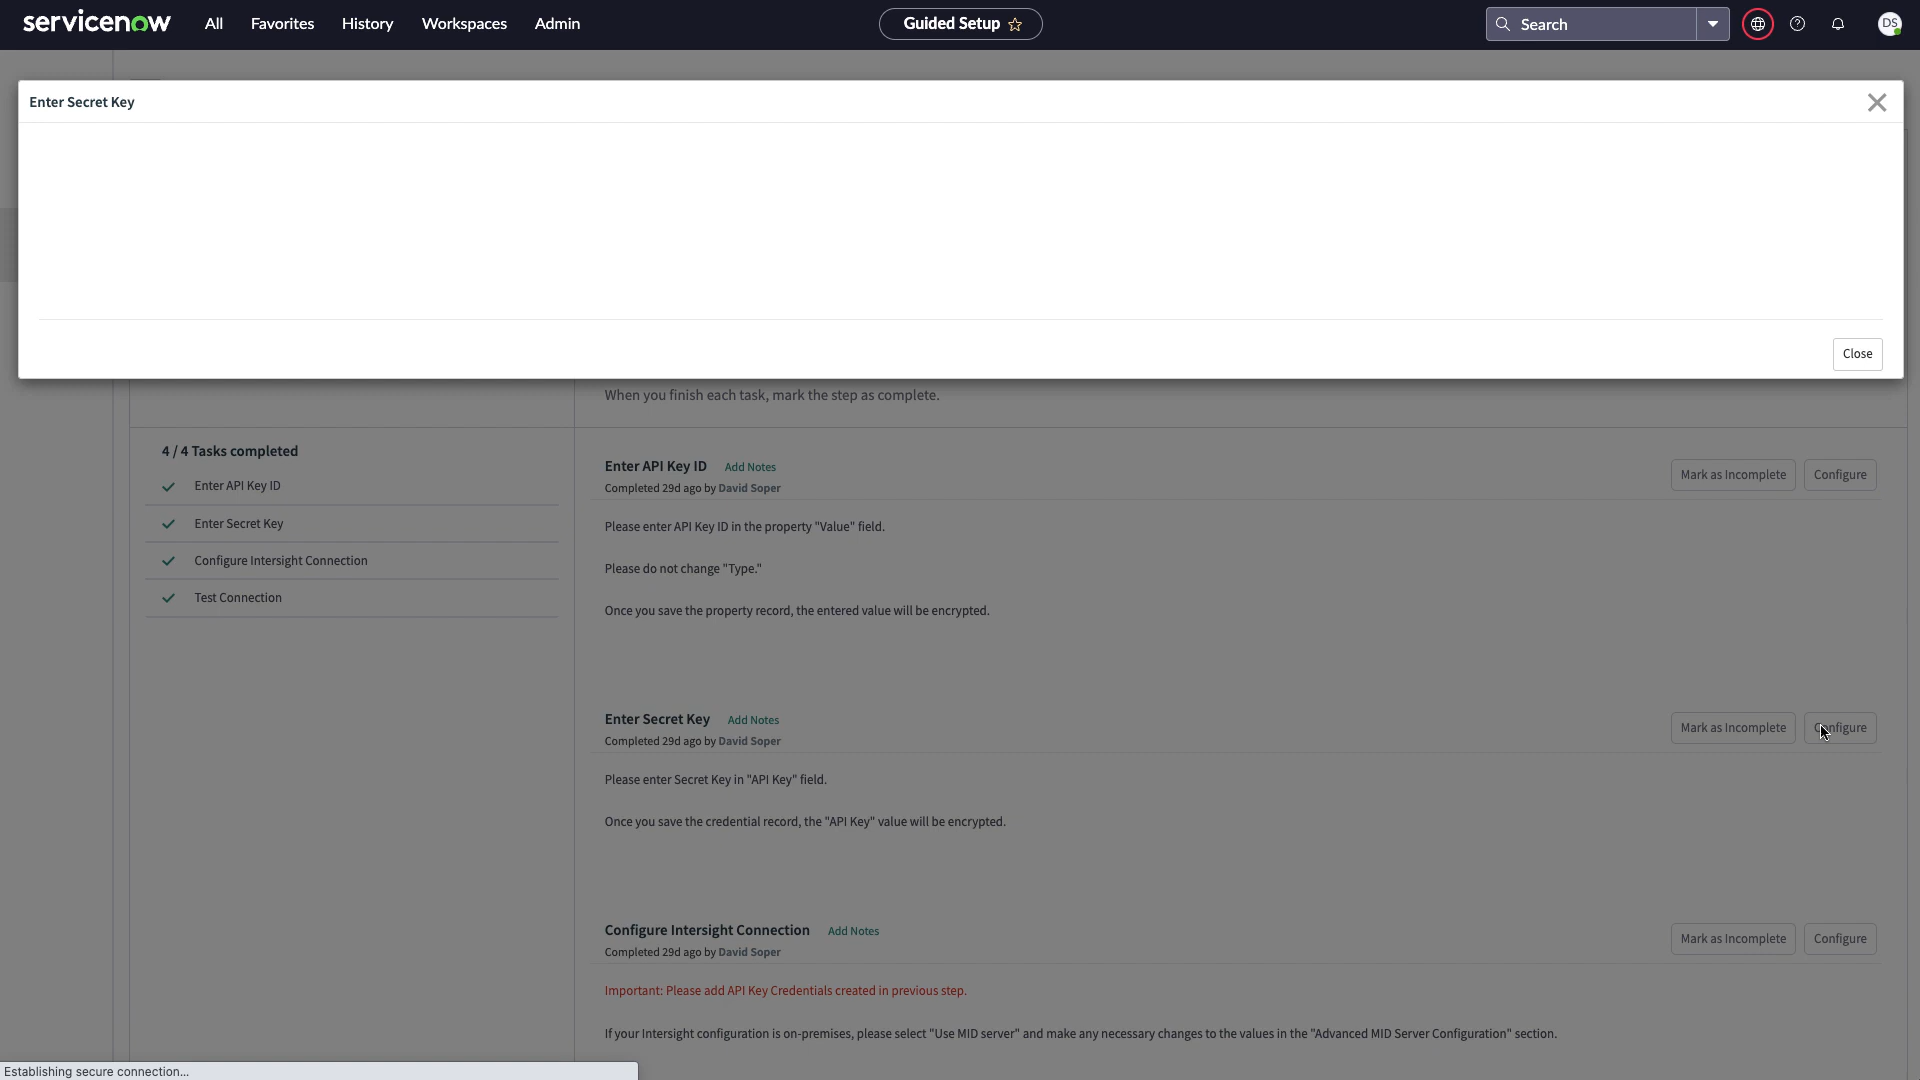 servicenow
All
Favorites
History
Workspaces
Admin
Guided Setup
Search
DS
Enter Secret Key
Close
When you finish each task, mark the step as complete.
4 / 4 Tasks completed
Enter API Key ID
Enter Secret Key
Configure Intersight Connection
Test Connection
Enter API Key ID Add Notes
Completed 29d ago by David Soper
Mark as Incomplete
Configure
Please enter API Key ID in the property "Value" field.
Please do not change "Type."
Once you save the property record, the entered value will be encrypted.
Enter Secret Key Add Notes
Completed 29d ago by David Soper
Mark as Incomplete
Configure
Please enter Secret Key in "API Key" field.
Once you save the credential record, the "API Key" value will be encrypted.
Configure Intersight Connection Add Notes
Completed 29d ago by David Soper
Mark as Incomplete
Configure
Important: Please add API Key Credentials created in previous step.
If your Intersight configuration is on-premises, please select "Use MID server" and make any necessary changes to the values in the "Advanced MID Server Configuration" section.
Establishing secure connection...